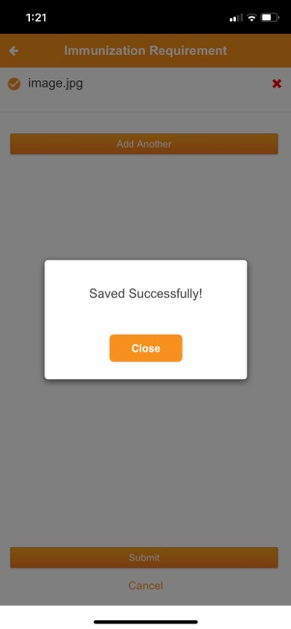 1:21
Immunization Requirement
image.jpg
Add Another
Saved Successfully!
Close
Submit
Cancel